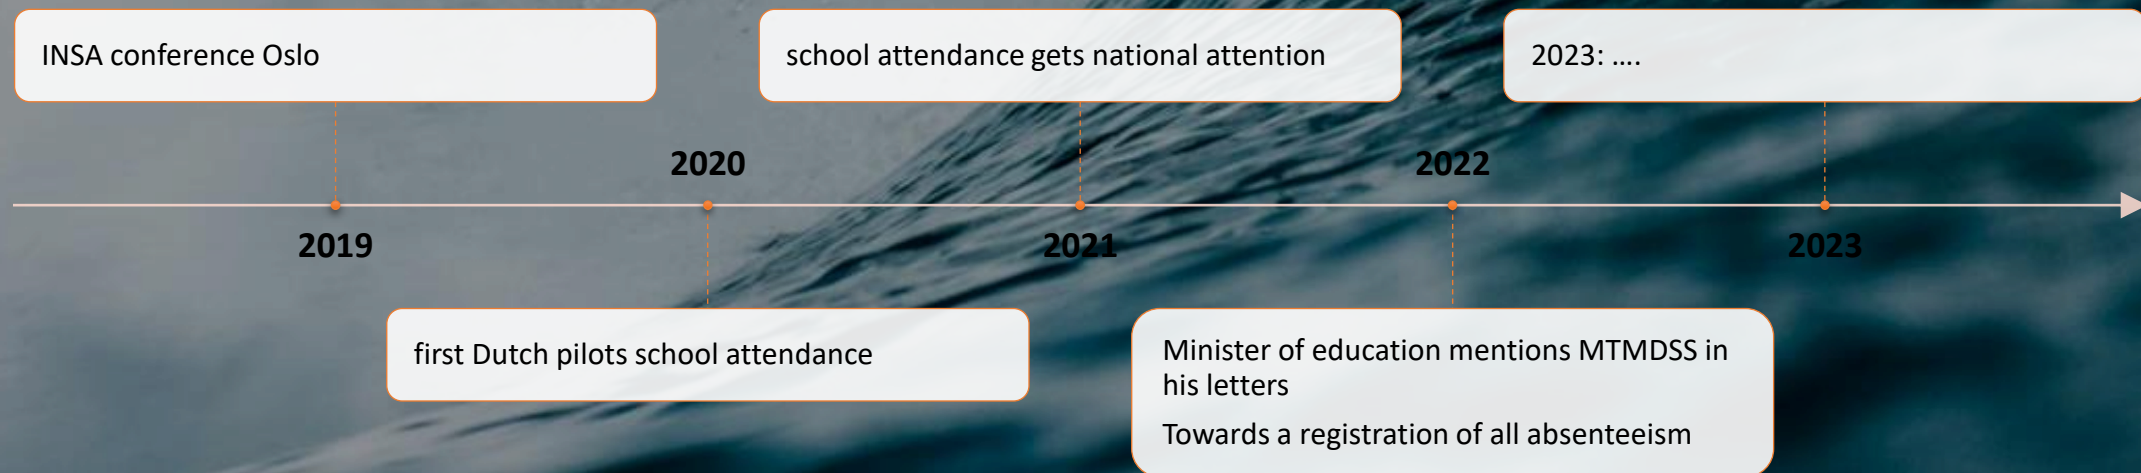 INSA conference Oslo
school attendance gets national attention
2023: ....
2020
2022
2019
2021
2023
first Dutch pilots school attendance
Minister of education mentions MTMDSS in
his letters
Towards a registration of all absenteeism